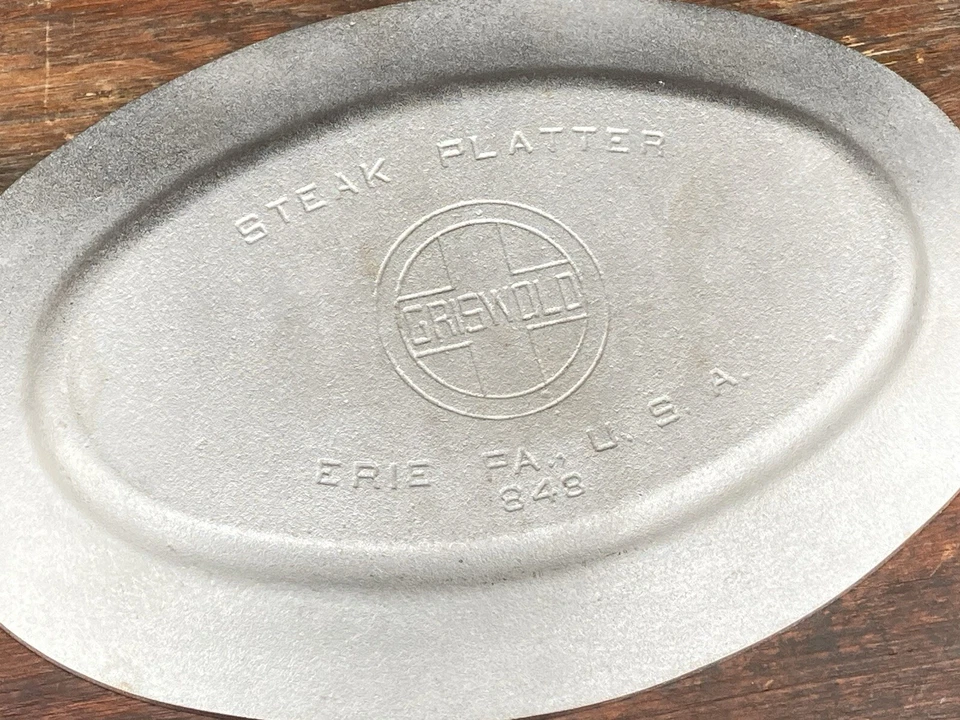 STEAK PLATTER
GRISWOLD
ERIE PA., U. S. A.
848